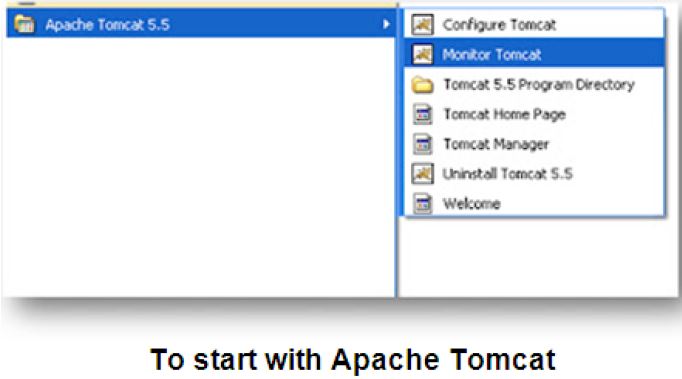 Apache Tomcat 5.5
Configure Tomcat
Monitor Tomcat
Tomcat 5.5 Program Directory
Tomcat Home Page
Tomcat Manager
Uninstall Tomcat 5.5
Welcome
To start with Apache Tomcat